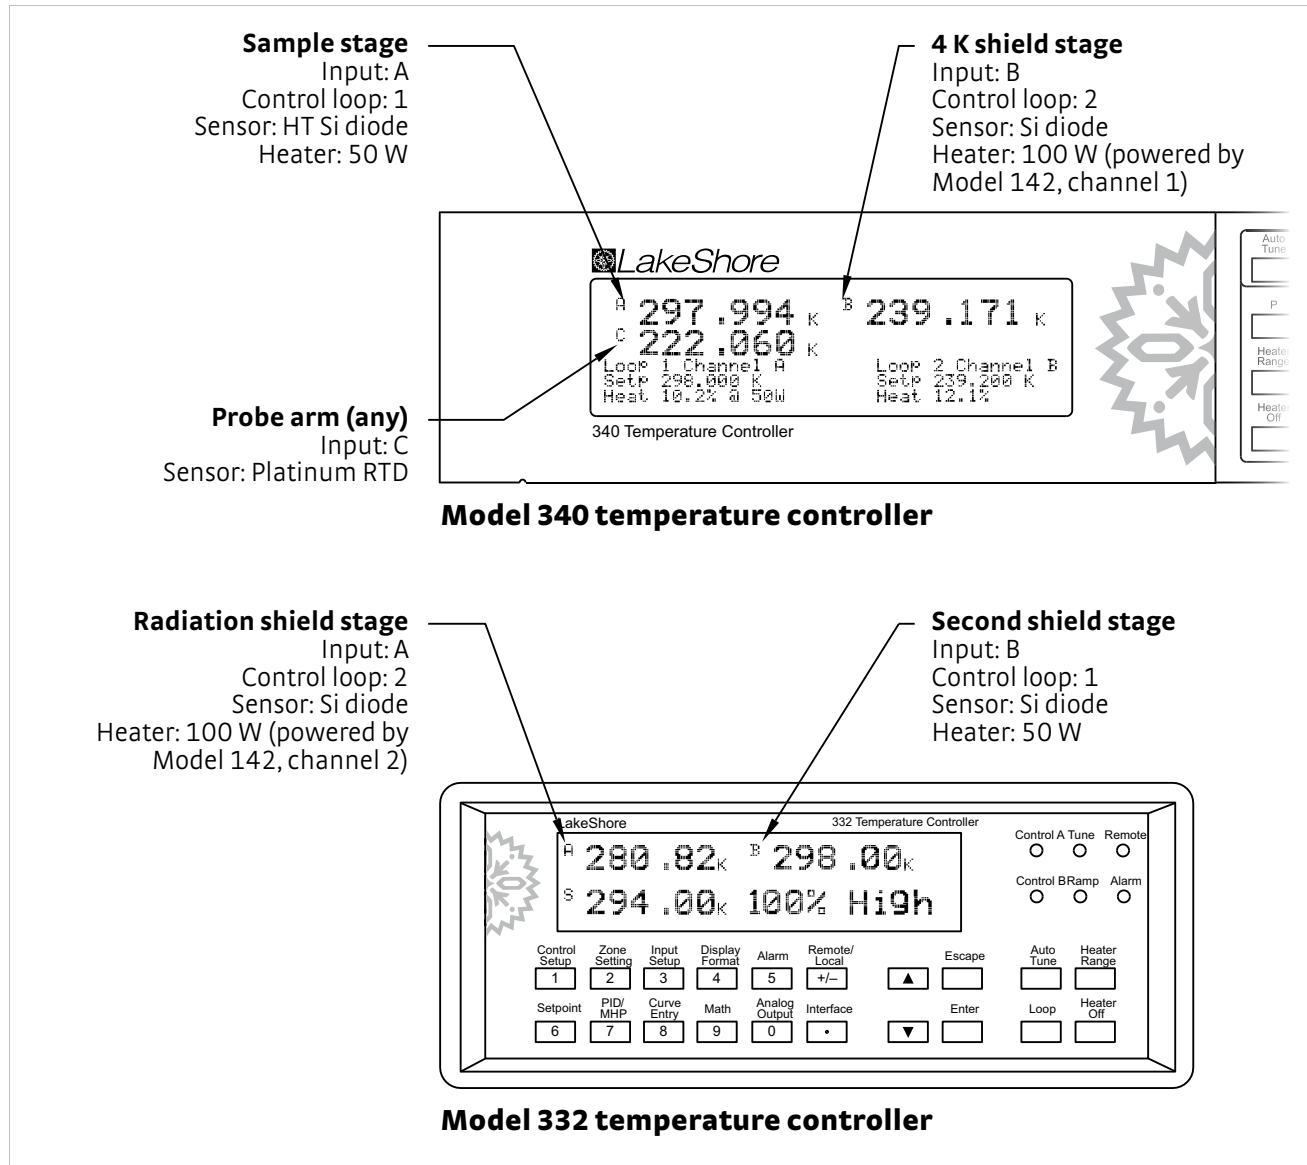 Sample stage
Input: A
Control loop: 1
Sensor: HT Si diode
Heater: 50 W
4 K shield stage
Input: B
Control loop: 2
Sensor: Si diode
Heater: 100 W (powered by
Model 142, channel 1)
LakeShore
A 297.994 K B 239.171 K
C 222.060 K
Loop 1 Channel A Loop 2 Channel B
Setp 298.000 K Setp 239.200 K
Heat 10.2% @ 50W Heat 12.1%
340 Temperature Controller
Auto
Tune
P
Heater
Range
Heater
Off
Probe arm (any)
Input: C
Sensor: Platinum RTD
Model 340 temperature controller
Radiation shield stage
Input: A
Control loop: 2
Sensor: Si diode
Heater: 100 W (powered by
Model 142, channel 2)
Second shield stage
Input: B
Control loop: 1
Sensor: Si diode
Heater: 50 W
LakeShore 332 Temperature Controller
A 280.82K B 298.00K
S 294.00K 100% High
Control A Tune Remote
Control B Ramp Alarm
Control Setup Zone Setting Input Setup Display Format Alarm Remote/ Local Escape Auto Tune Heater Range
1 2 3 4 5 +/– ▲
Setpoint PID/ MHP Curve Entry Math Analog Output Interface Enter Loop Heater Off
6 7 8 9 0 • ▼
Model 332 temperature controller